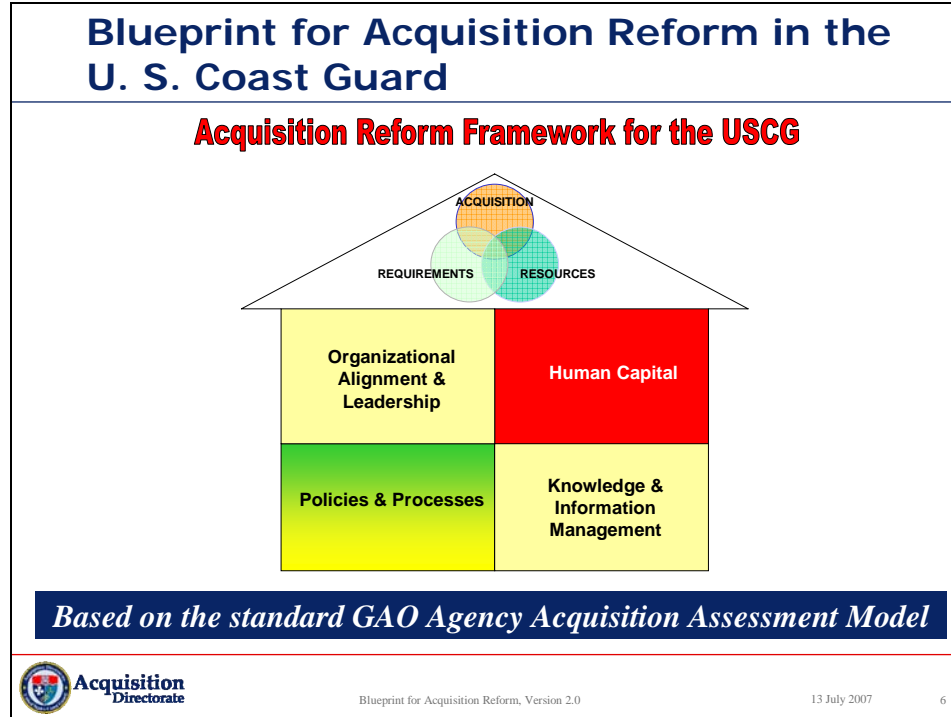 Blueprint for Acquisition Reform in the
U. S. Coast Guard
Acquisition Reform Framework for the USCG
ACQUISITION
REQUIREMENTS
RESOURCES
Organizational
Alignment &
Leadership
Human Capital
Policies & Processes
Knowledge &
Information
Management
Based on the standard GAO Agency Acquisition Assessment Model
Acquisition
Directorate
Blueprint for Acquisition Reform, Version 2.0
13 July 2007
6